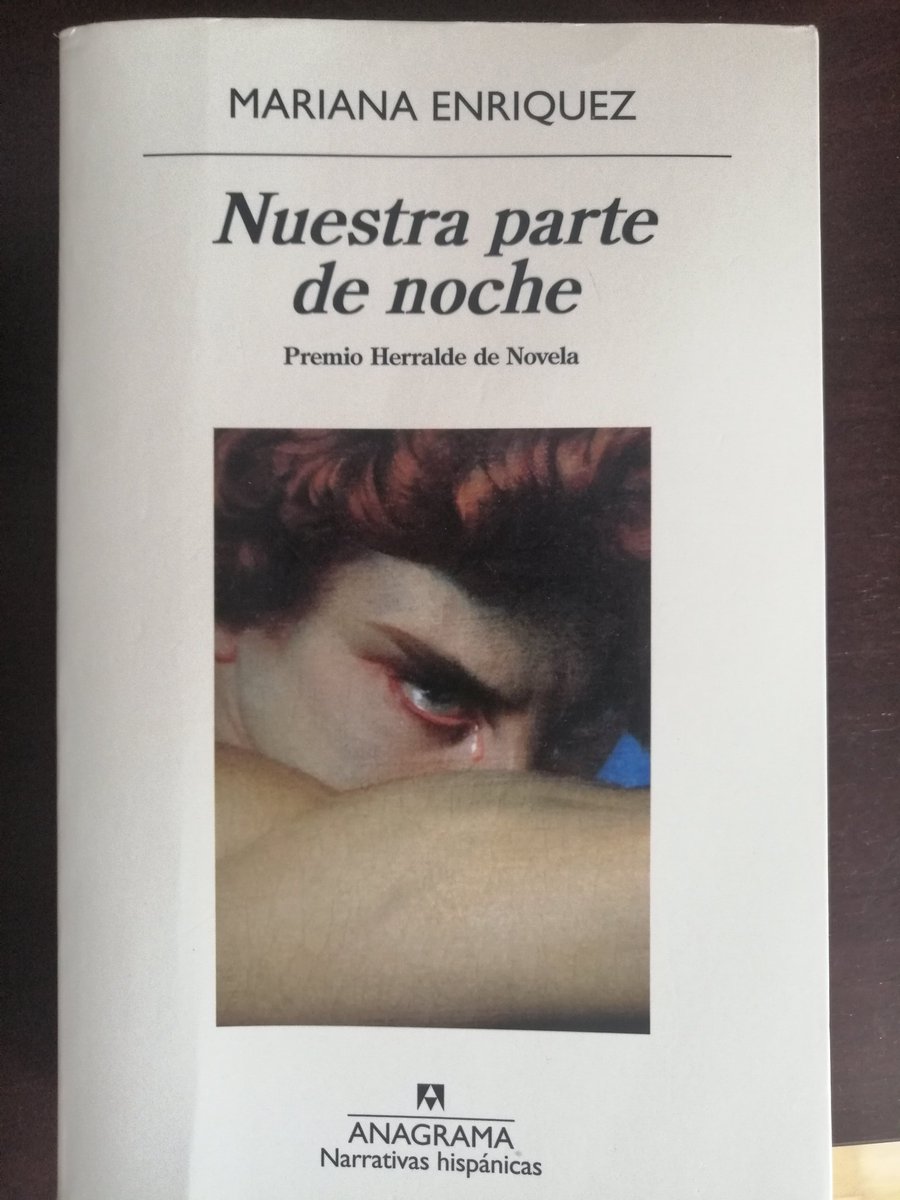 MARIANA ENRIQUEZ
Nuestra parte
de noche
Premio Herralde de Novela
ANAGRAMA
Narrativas hispánicas